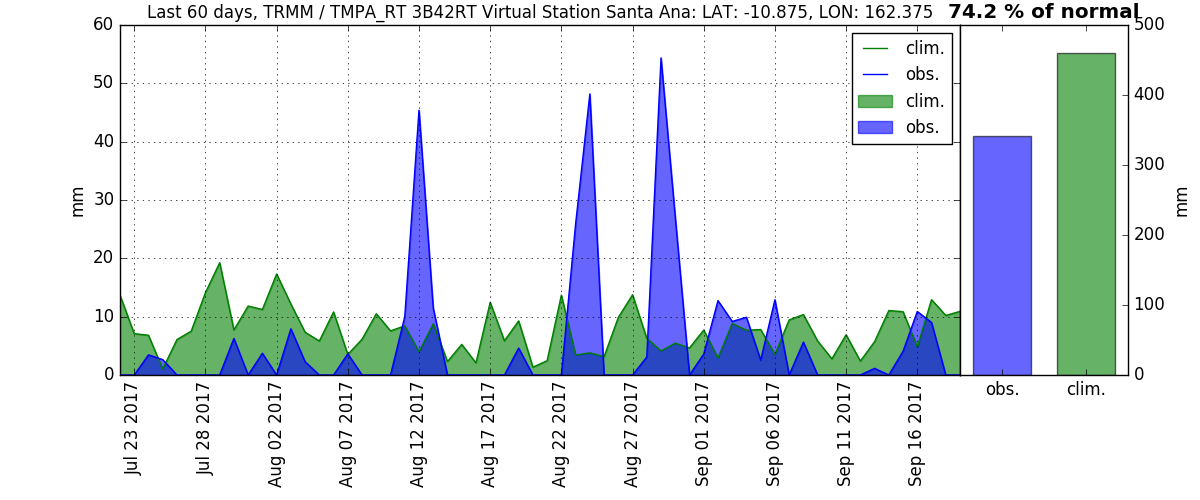 Last 60 days, TRMM / TMPA_RT 3B42RT Virtual Station Santa Ana: LAT: -10.875, LON: 162.375
74.2 % of normal
60
50
40
30
20
10
0
mm
clim.
obs.
clim.
obs.
500
400
300
200
100
0
mm
obs.
clim.
Jul 23 2017
Jul 28 2017
Aug 02 2017
Aug 07 2017
Aug 12 2017
Aug 17 2017
Aug 22 2017
Aug 27 2017
Sep 01 2017
Sep 06 2017
Sep 11 2017
Sep 16 2017